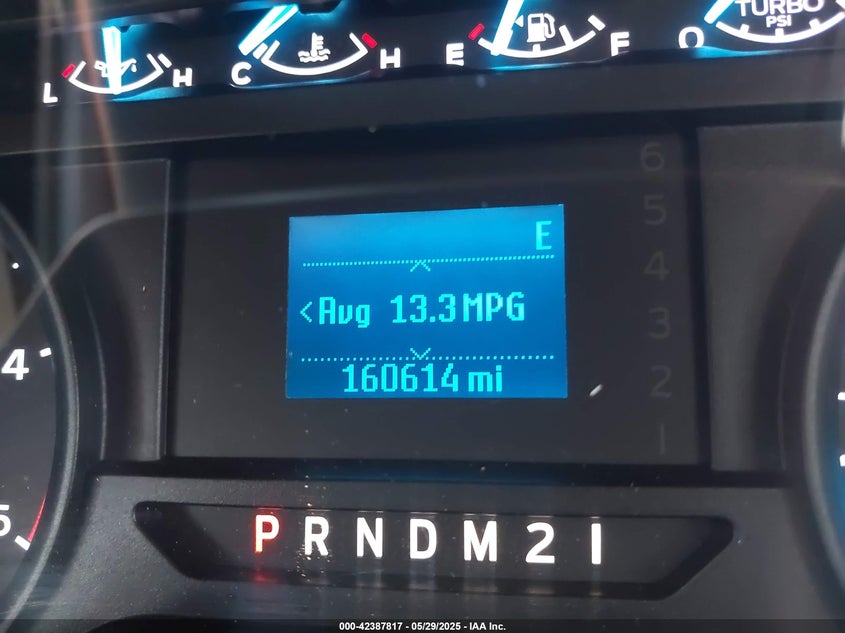 L H C H E F O TURBO
PSI
6
E
5
4
<Avg 13.3 MPG
3
4
160614 mi
2
1
5
P R N D M 2 1
000-42387817 - 05/29/2025 - IAA Inc.